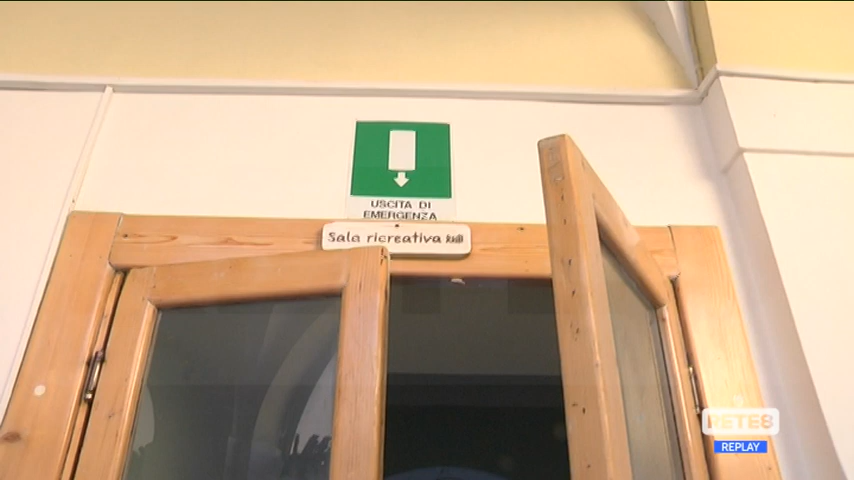 USCITA DI
EMERGENZA
Sala ricreativa
RETE8
REPLAY